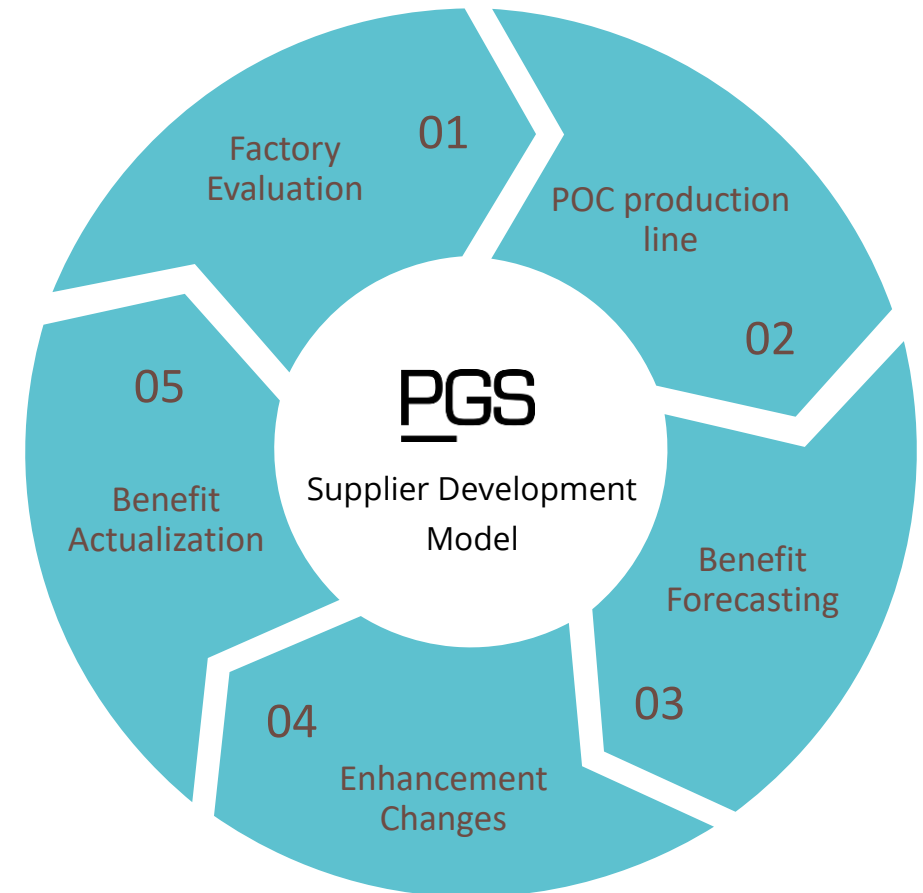 01
Factory
Evaluation
POC production
line
02
Benefit
Forecasting
03
04
Enhancement
Changes
05
Benefit
Actualization
PGS
Supplier Development
Model